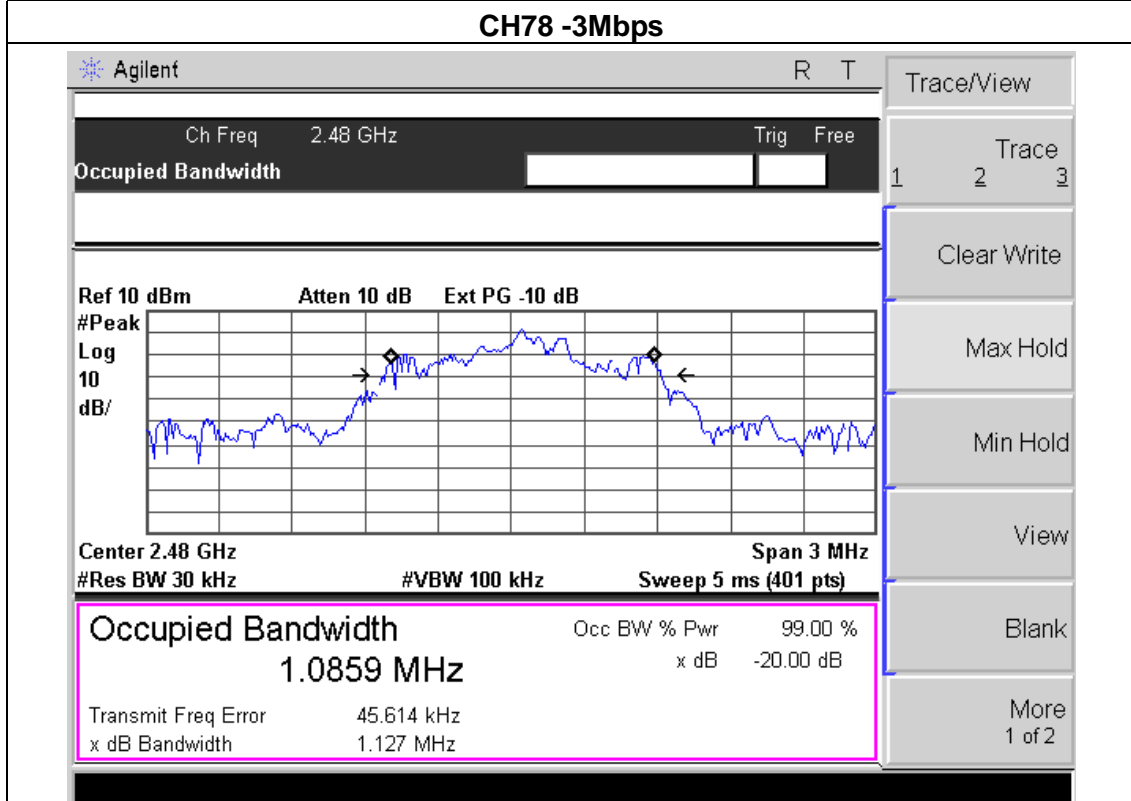 CH78 -3Mbps
Agilent R T
Ch Freq 2.48 GHz Trig Free
Occupied Bandwidth
Ref 10 dBm Atten 10 dB Ext PG -10 dB
#Peak
Log
10
dB/
Center 2.48 GHz Span 3 MHz
#Res BW 30 kHz #VBW 100 kHz Sweep 5 ms (401 pts)
Occupied Bandwidth Occ BW % Pwr 99.00 %
1.0859 MHz x dB -20.00 dB
Transmit Freq Error 45.614 kHz
x dB Bandwidth 1.127 MHz
Trace/View
Trace
1 2 3
Clear Write
Max Hold
Min Hold
View
Blank
More
1 of 2